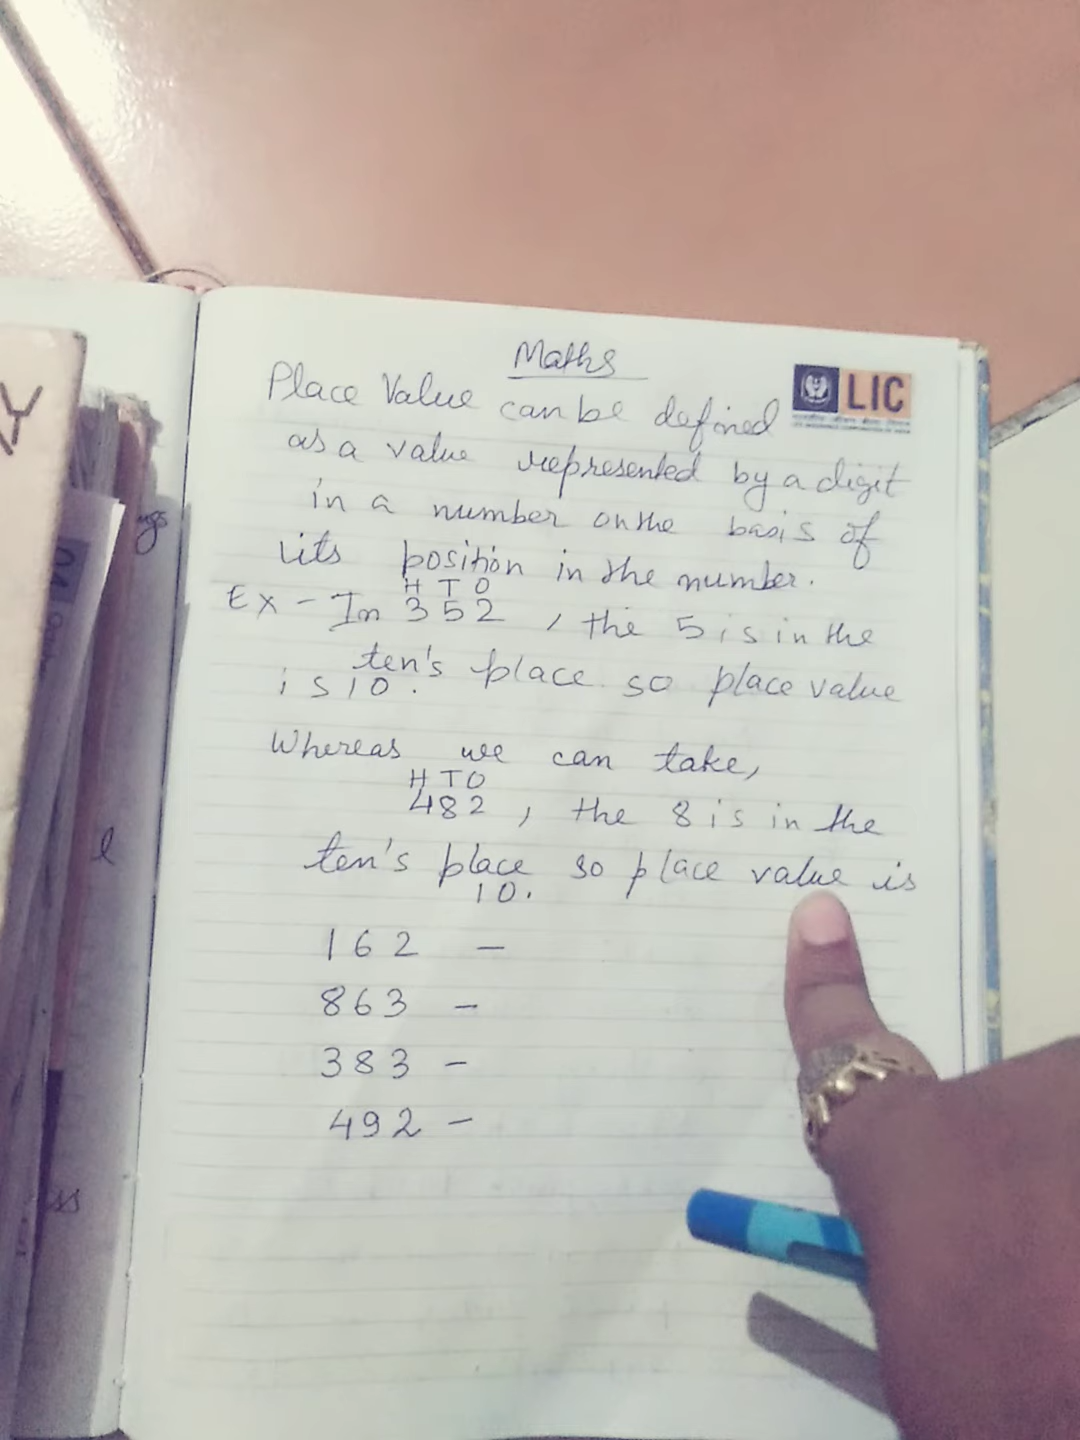 Maths
LIC
Place Value can be defined
as a value represented by a digit
in a number on the basis of
its position in the number.
H T O
Ex - In 352, the 5 is in the
ten's place so place value
is 10.
Whereas we can take,
H T O
482, the 8 is in the
ten's place so place value is
10.
162 -
863 -
383 -
492 -